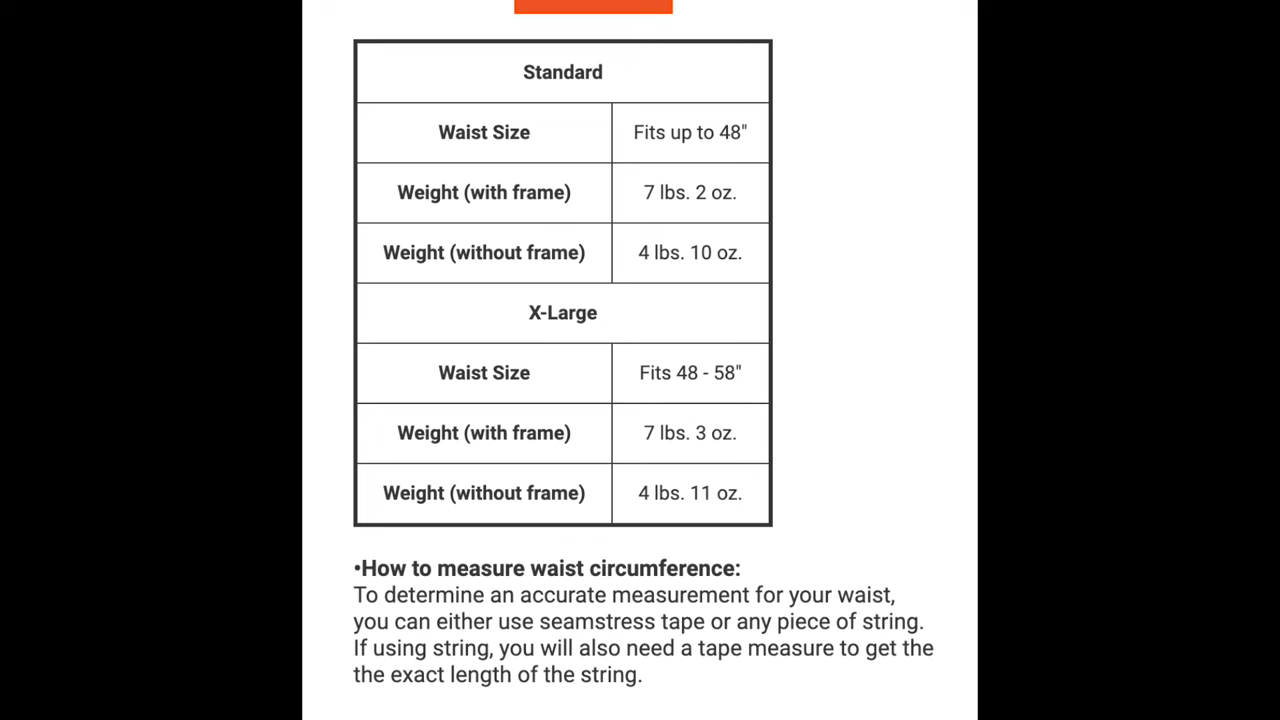 Standard
Waist Size Fits up to 48"
Weight (with frame) 7 lbs. 2 oz.
Weight (without frame) 4 lbs. 10 oz.
X-Large
Waist Size Fits 48 - 58"
Weight (with frame) 7 lbs. 3 oz.
Weight (without frame) 4 lbs. 11 oz.
•How to measure waist circumference:
To determine an accurate measurement for your waist,
you can either use seamstress tape or any piece of string.
If using string, you will also need a tape measure to get the
the exact length of the string.